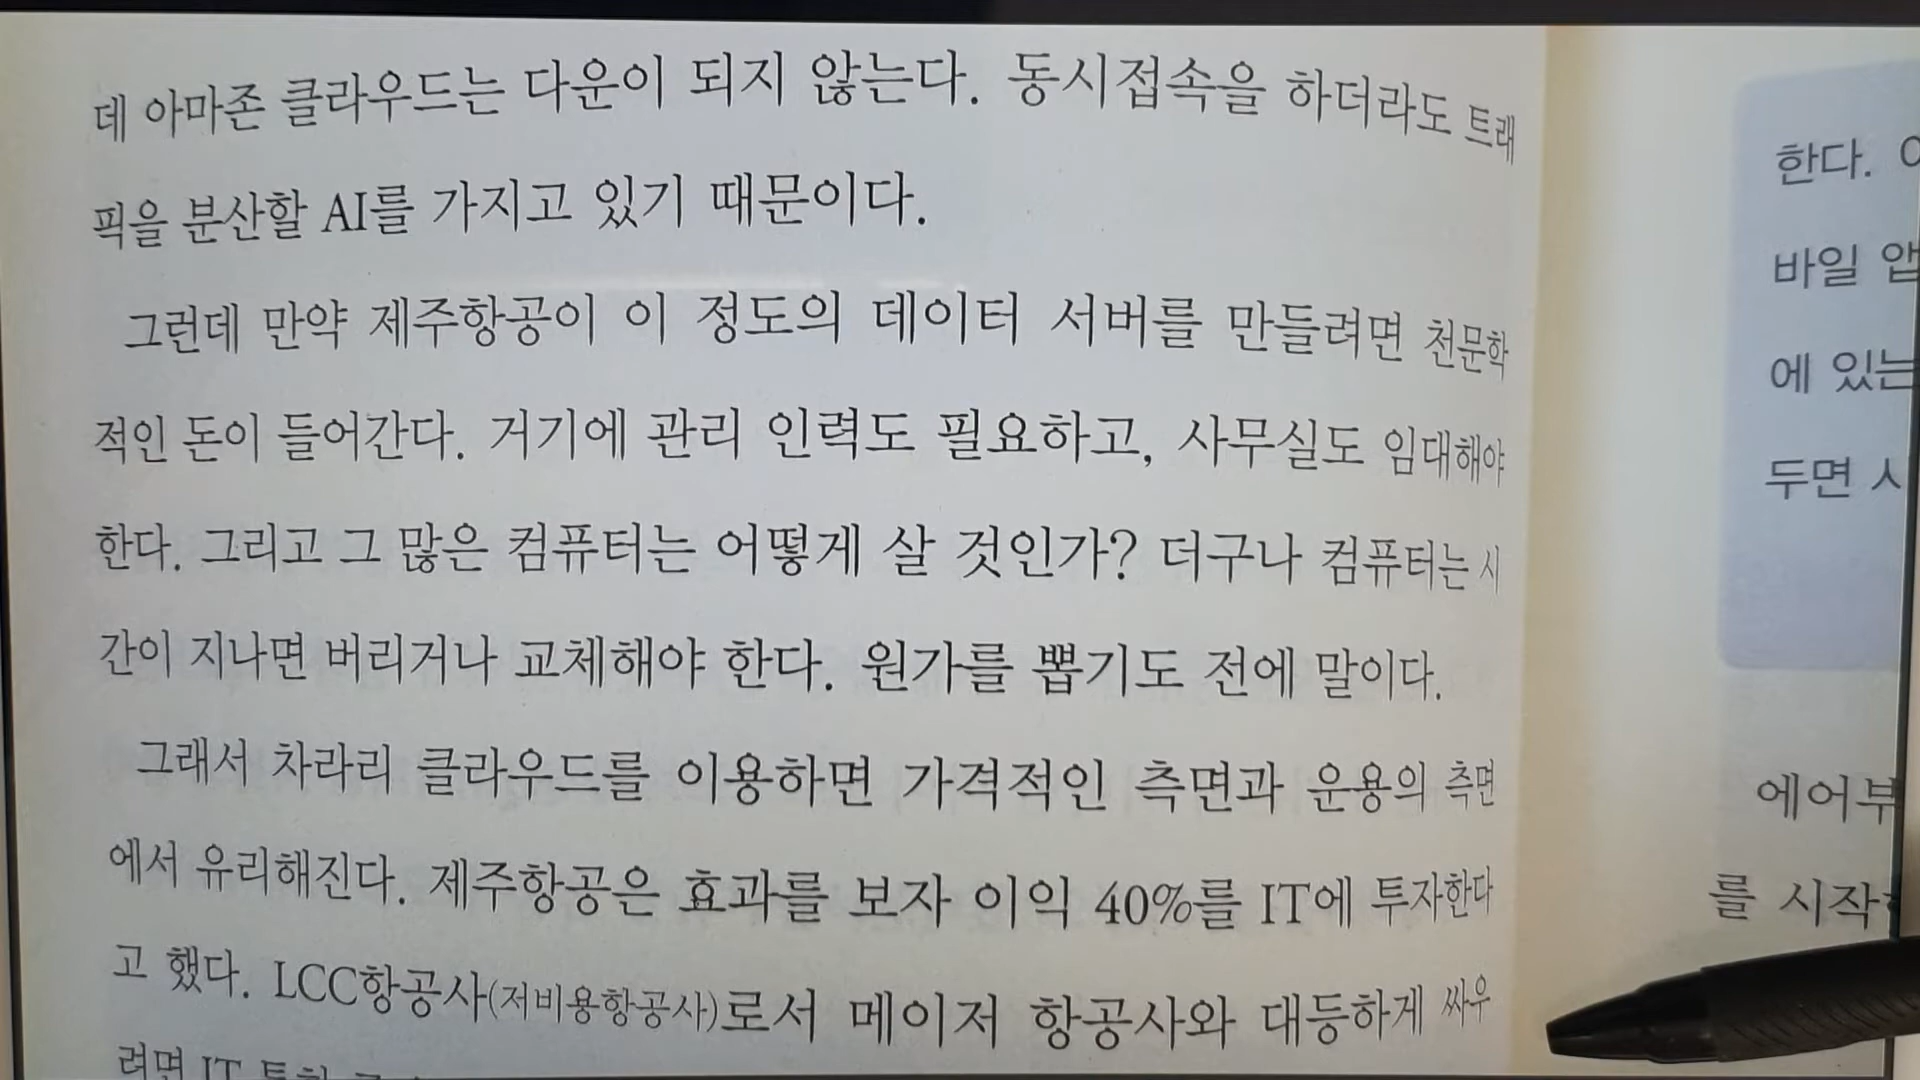 데 아마존 클라우드는 다운이 되지 않는다. 동시접속을 하더라도 트래
픽을 분산할 AI를 가지고 있기 때문이다.
그런데 만약 제주항공이 이 정도의 데이터 서버를 만들려면 천문학
적인 돈이 들어간다. 거기에 관리 인력도 필요하고, 사무실도 임대해야
한다. 그리고 그 많은 컴퓨터는 어떻게 살 것인가? 더구나 컴퓨터는 시
간이 지나면 버리거나 교체해야 한다. 원가를 뽑기도 전에 말이다.
그래서 차라리 클라우드를 이용하면 가격적인 측면과 운용의 측면
에서 유리해진다. 제주항공은 효과를 보자 이익 40%를 IT에 투자한다
고 했다. LCC항공사(저비용항공사)로서 메이저 항공사와 대등하게 싸우
려면 IT
한다.
바일 앱
에 있는
두면 시
에어부
를 시작